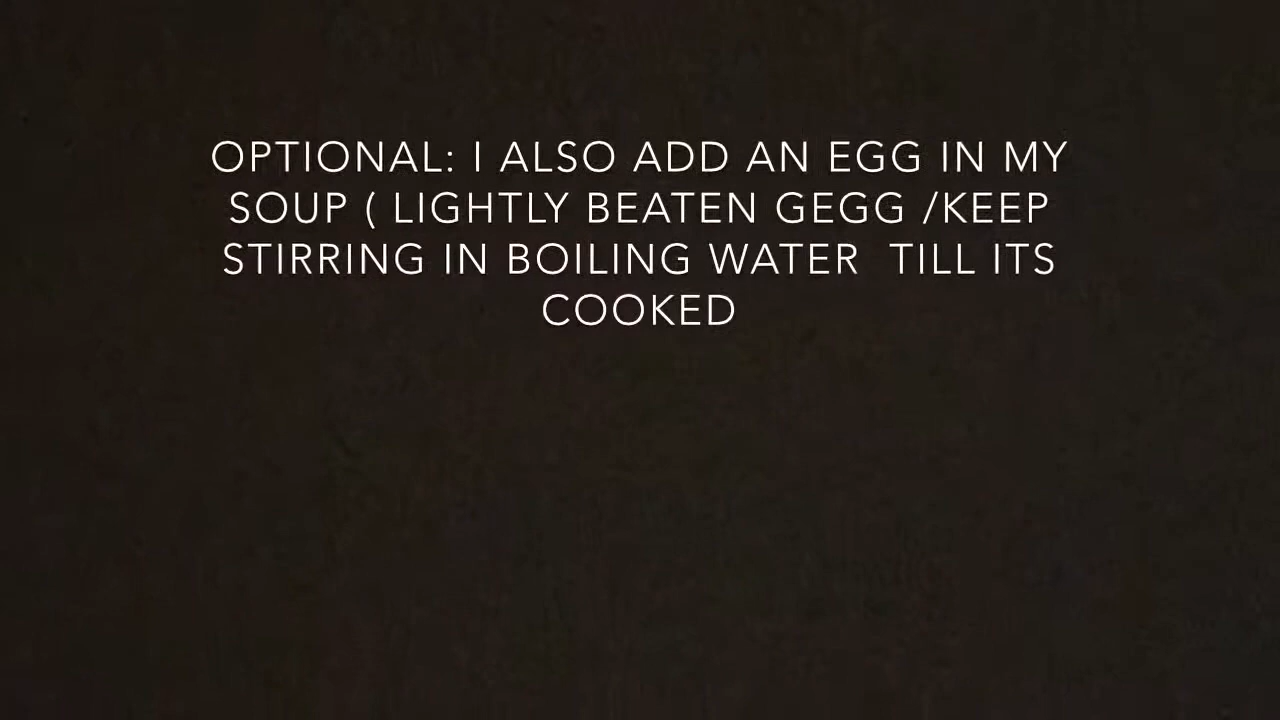 OPTIONAL: I ALSO ADD AN EGG IN MY
SOUP ( LIGHTLY BEATEN GEGG /KEEP
STIRRING IN BOILING WATER  TILL ITS
COOKED